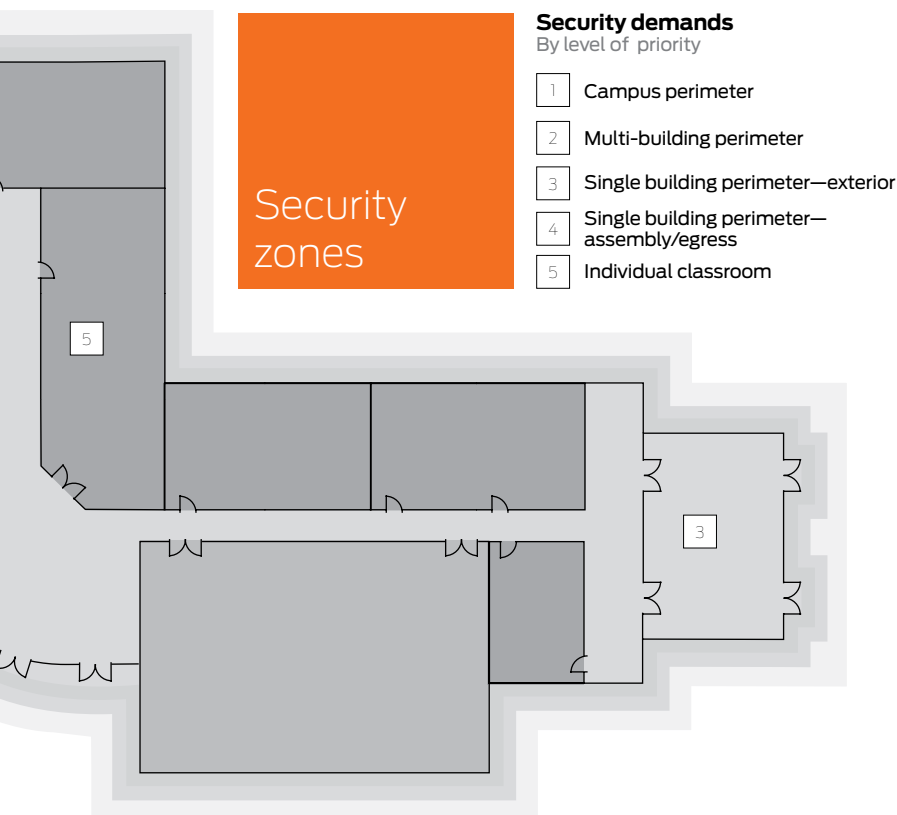 Security
zones
Security demands
By level of priority
1 Campus perimeter
2 Multi-building perimeter
3 Single building perimeter—exterior
4 Single building perimeter—
assembly/egress
5 Individual classroom
5
3